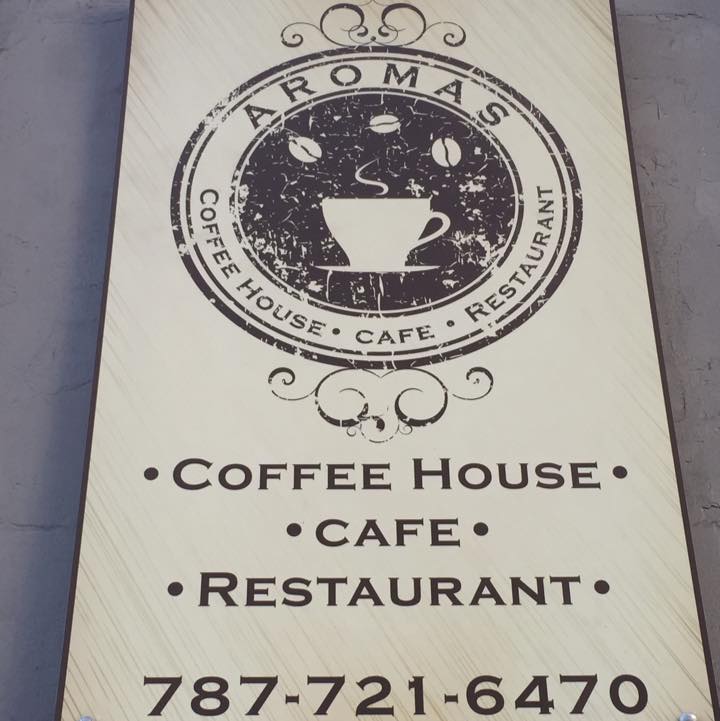 AROMAS
COFFEE HOUSE • CAFE • RESTAURANT
• COFFEE HOUSE •
• CAFE •
• RESTAURANT •
787-721-6470